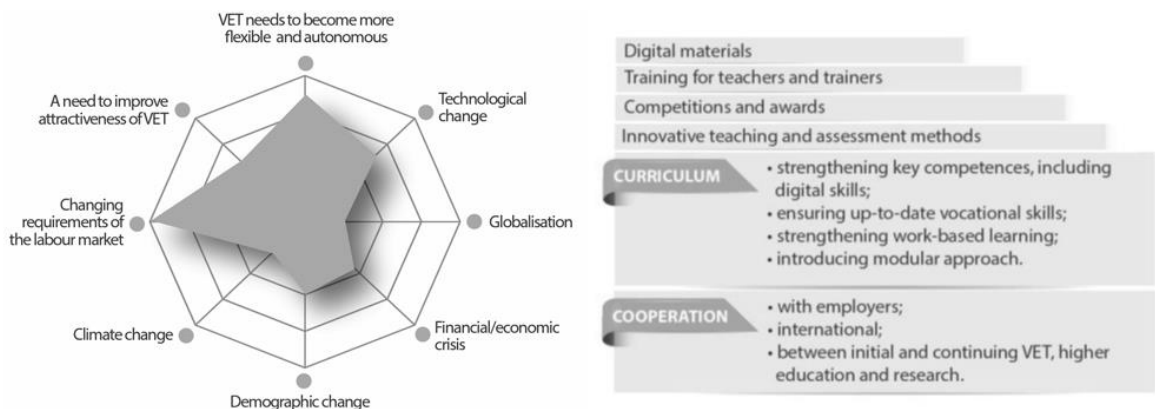 VET needs to become more
flexible and autonomous
Technological
change
Globalisation
Financial/economic
crisis
Demographic change
Climate change
Changing
requirements of
the labour market
A need to improve
attractiveness of VET
Digital materials
Training for teachers and trainers
Competitions and awards
Innovative teaching and assessment methods
CURRICULUM
• strengthening key competences, including
digital skills;
• ensuring up-to-date vocational skills;
• strengthening work-based learning;
• introducing modular approach.
COOPERATION
• with employers;
• international;
• between initial and continuing VET, higher
education and research.